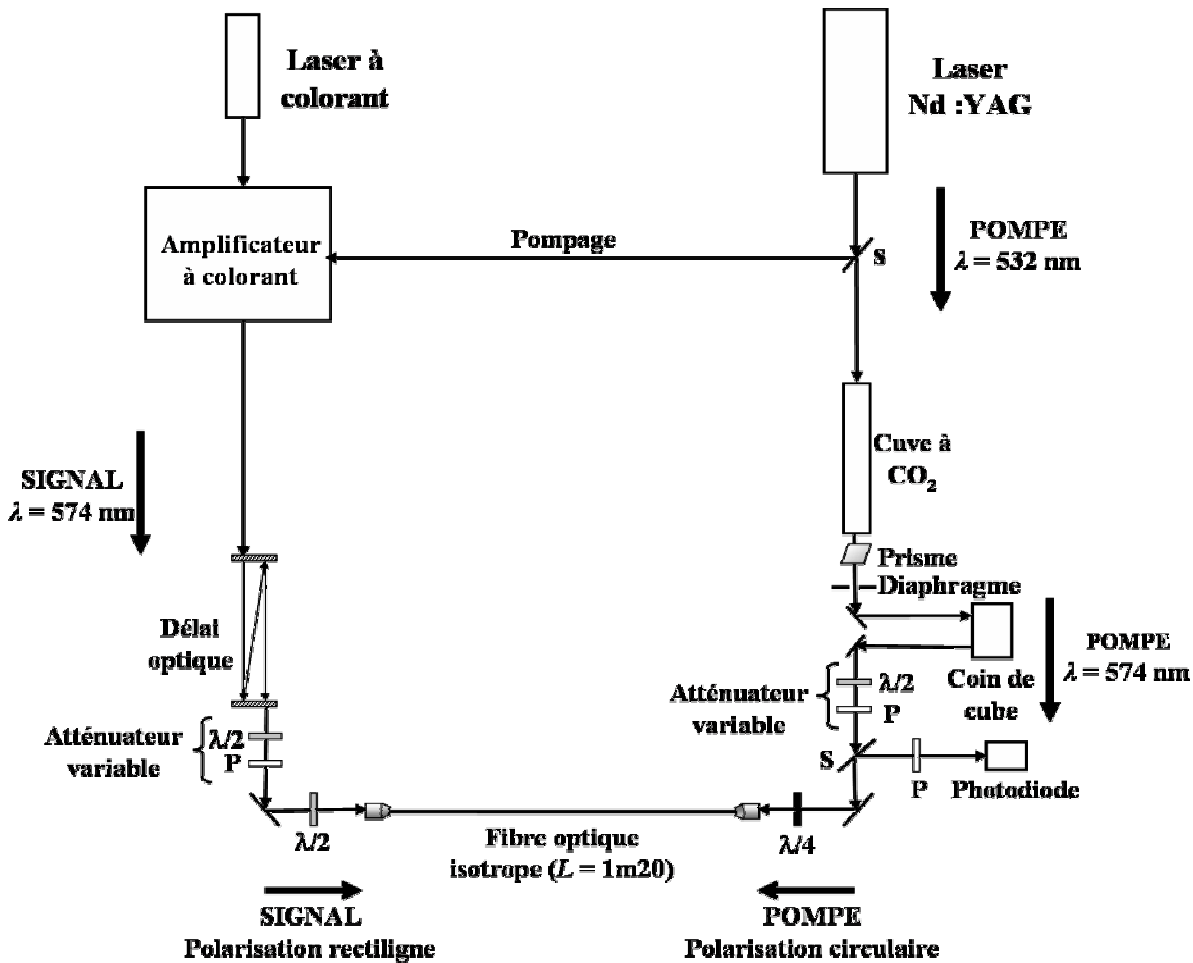 Laser à
colorant
Laser
Nd :YAG
Amplificateur
à colorant
Pompage
S
POMPE
λ = 532 nm
SIGNAL
λ = 574 nm
Cuve à
CO2
Prisme
Diaphragme
Délai
optique
POMPE
λ = 574 nm
Coin de
cube
Atténuateur
variable
λ/2
P
Atténuateur
variable
λ/2
P
S
P
Photodiode
λ/2
Fibre optique
isotrope (L = 1m20)
λ/4
SIGNAL
Polarisation rectiligne
POMPE
Polarisation circulaire